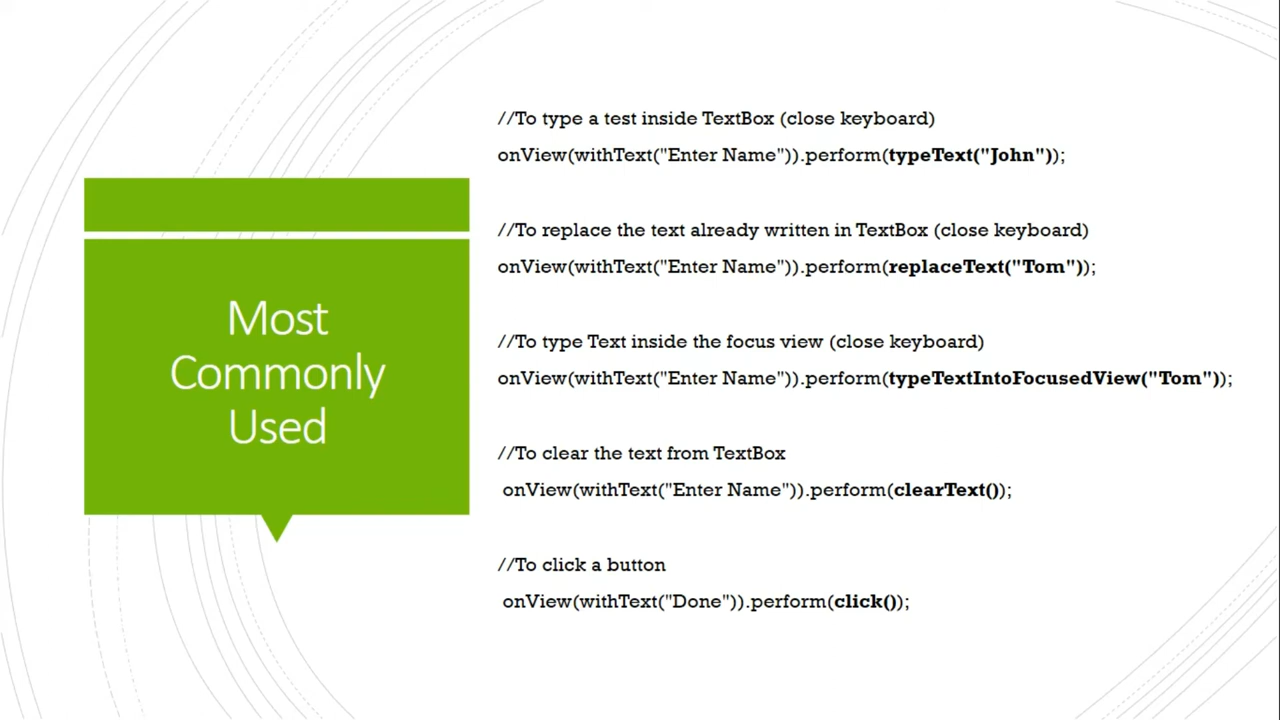 Most
Commonly
Used
//To type a test inside TextBox (close keyboard)
onView(withText("Enter Name")).perform(typeText("John"));
//To replace the text already written in TextBox (close keyboard)
onView(withText("Enter Name")).perform(replaceText("Tom"));
//To type Text inside the focus view (close keyboard)
onView(withText("Enter Name")).perform(typeTextIntoFocusedView("Tom"));
//To clear the text from TextBox
onView(withText("Enter Name")).perform(clearText());
//To click a button
onView(withText("Done")).perform(click());